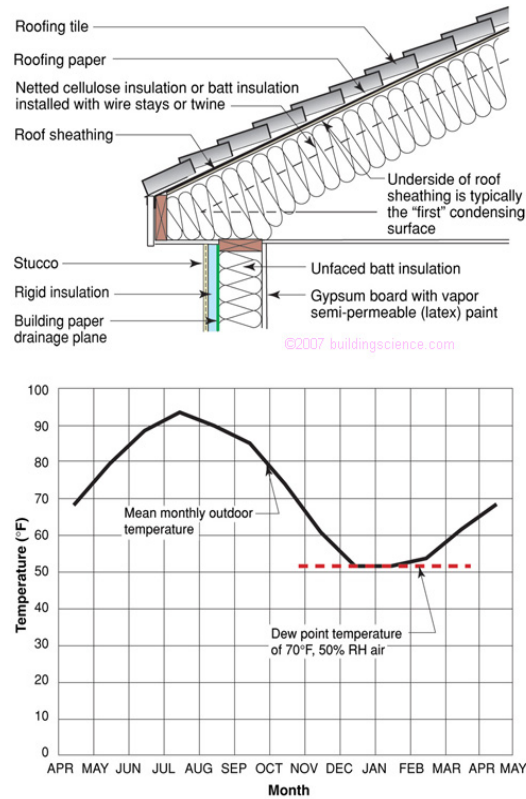 Roofing tile
Roofing paper
Netted cellulose insulation or batt insulation
installed with wire stays or twine
Roof sheathing
Underside of roof
sheathing is typically
the “first” condensing
surface
Stucco
Rigid insulation
Building paper
drainage plane
Unfaced batt insulation
Gypsum board with vapor
semi-permeable (latex) paint
©2007 buildingscience.com
100
90
80
70
60
50
40
30
20
10
0
Temperature (°F)
Mean monthly outdoor
temperature
Dew point temperature
of 70°F, 50% RH air
APR MAY JUN JUL AUG SEP OCT NOV DEC JAN FEB MAR APR MAY
Month